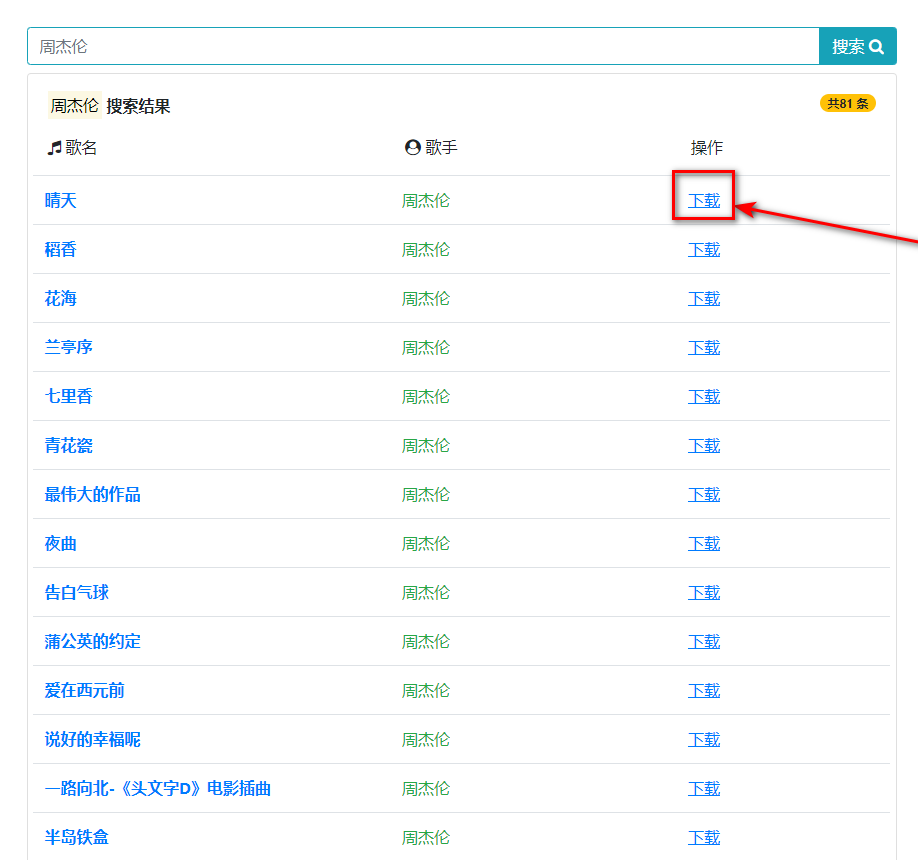 周杰伦 搜索
周杰伦 搜索结果 共81 条
歌名 歌手 操作
晴天 周杰伦 下载
稻香 周杰伦 下载
花海 周杰伦 下载
兰亭序 周杰伦 下载
七里香 周杰伦 下载
青花瓷 周杰伦 下载
最伟大的作品 周杰伦 下载
夜曲 周杰伦 下载
告白气球 周杰伦 下载
蒲公英的约定 周杰伦 下载
爱在西元前 周杰伦 下载
说好的幸福呢 周杰伦 下载
一路向北-《头文字D》电影插曲 周杰伦 下载
半岛铁盒 周杰伦 下载